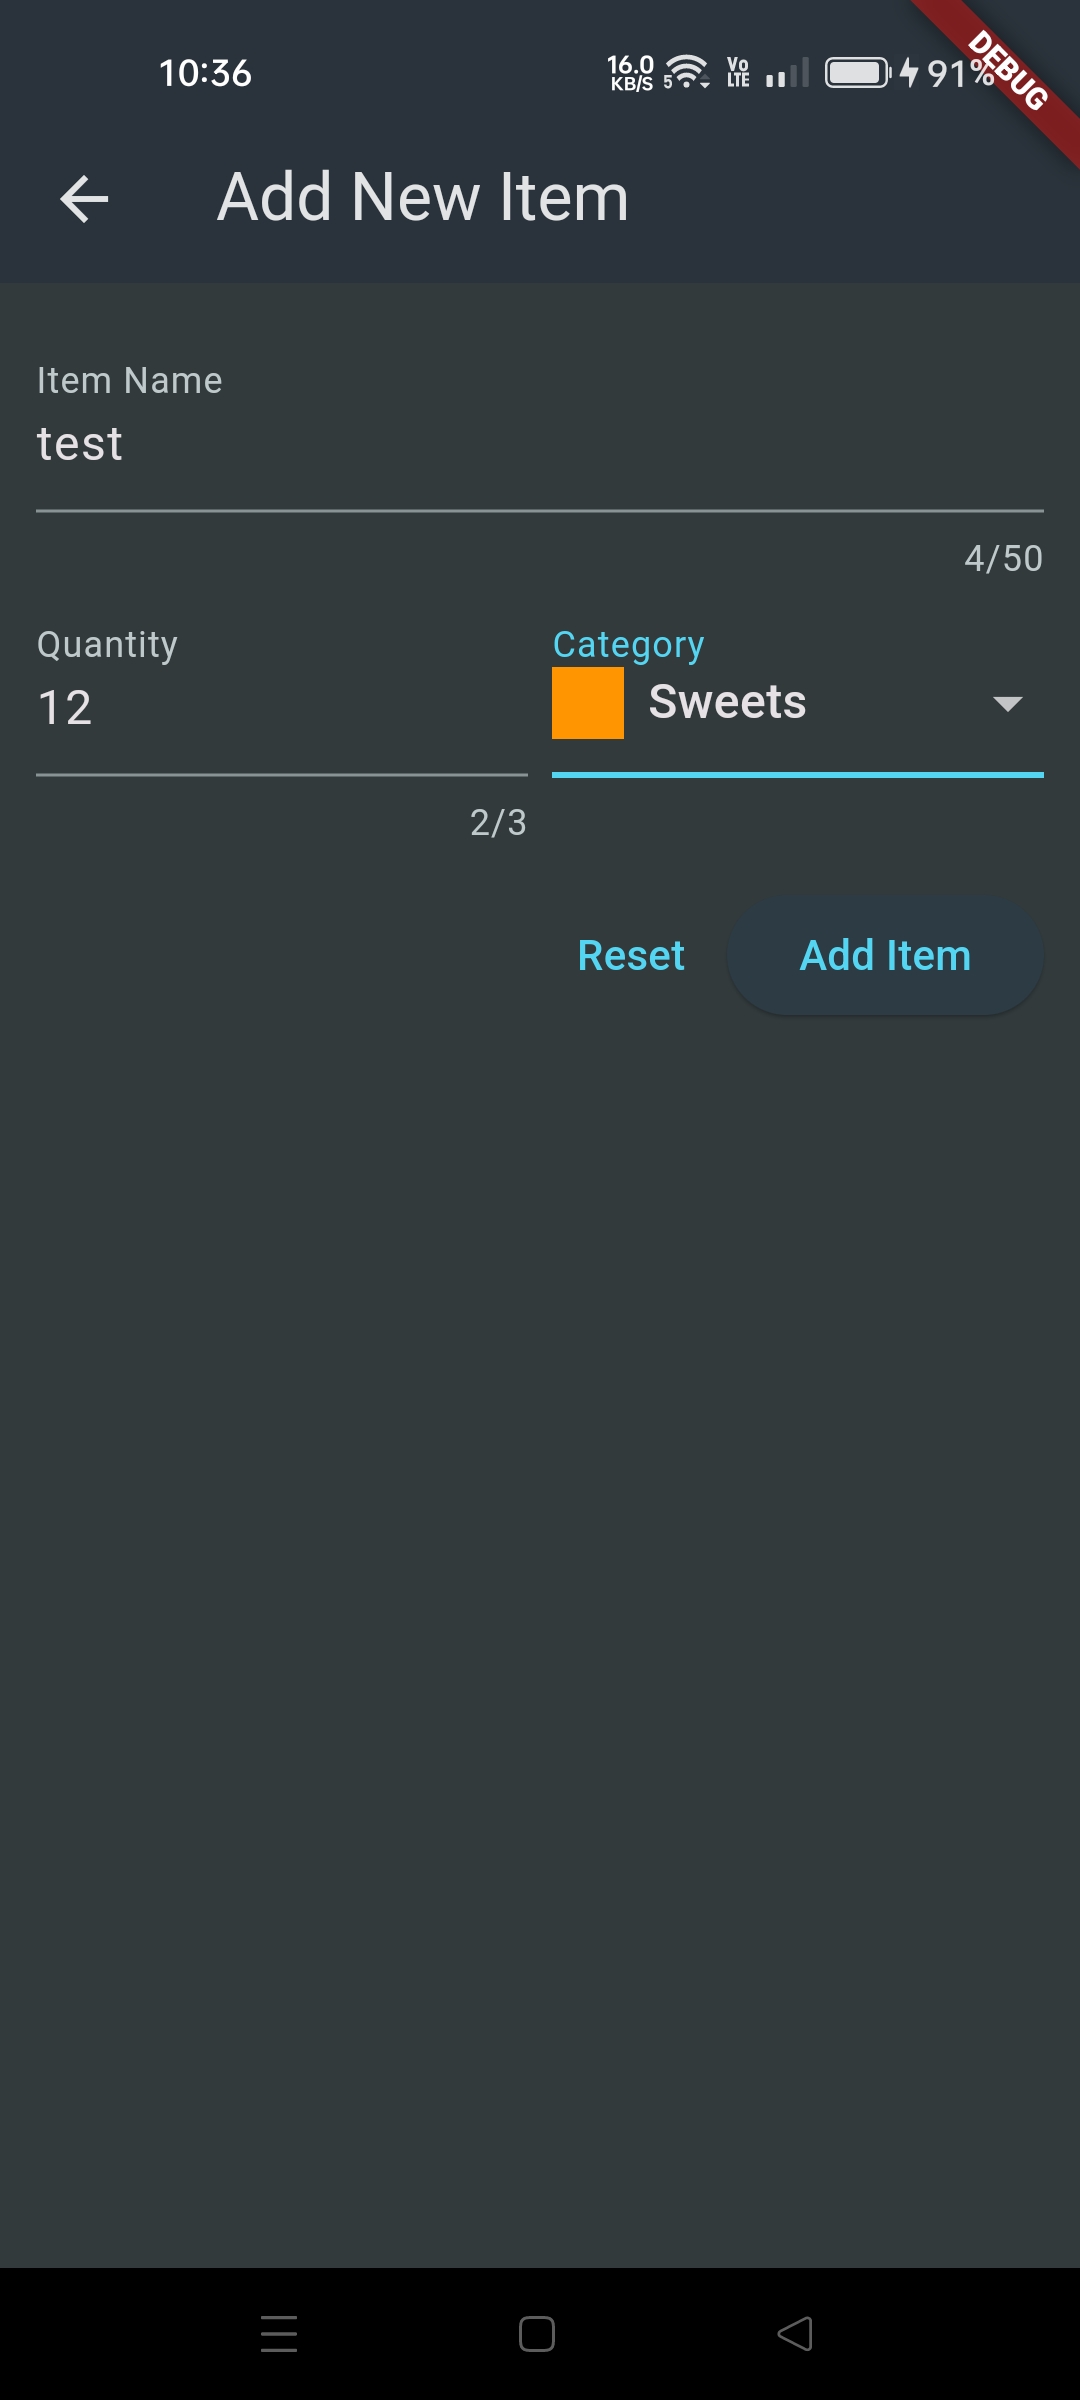 10:36
16.0 KB/S 5 Vo LTE 91%
DEBUG
Add New Item
Item Name
test
4/50
Quantity
Category
12
Sweets
2/3
Reset
Add Item